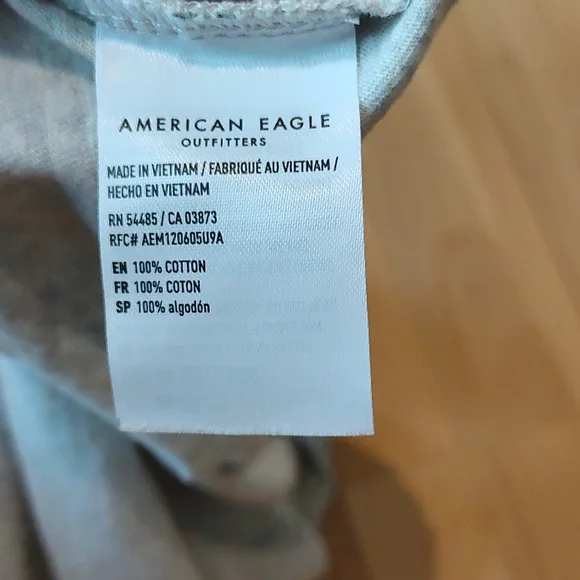 AMERICAN EAGLE
OUTFITTERS
MADE IN VIETNAM / FABRIQUÉ AU VIETNAM /
HECHO EN VIETNAM
RN 54485 / CA 03873
RFC# AEM120605U9A
EN 100% COTTON
FR 100% COTON
SP 100% algodón